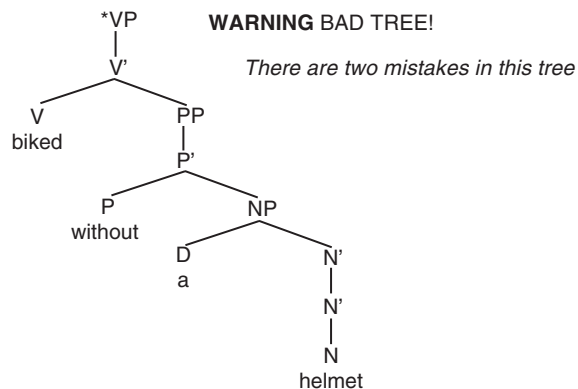 *VP
WARNING BAD TREE!
V'
There are two mistakes in this tree
V
PP
biked
P'
P
NP
without
D
N'
a
N'
N
helmet